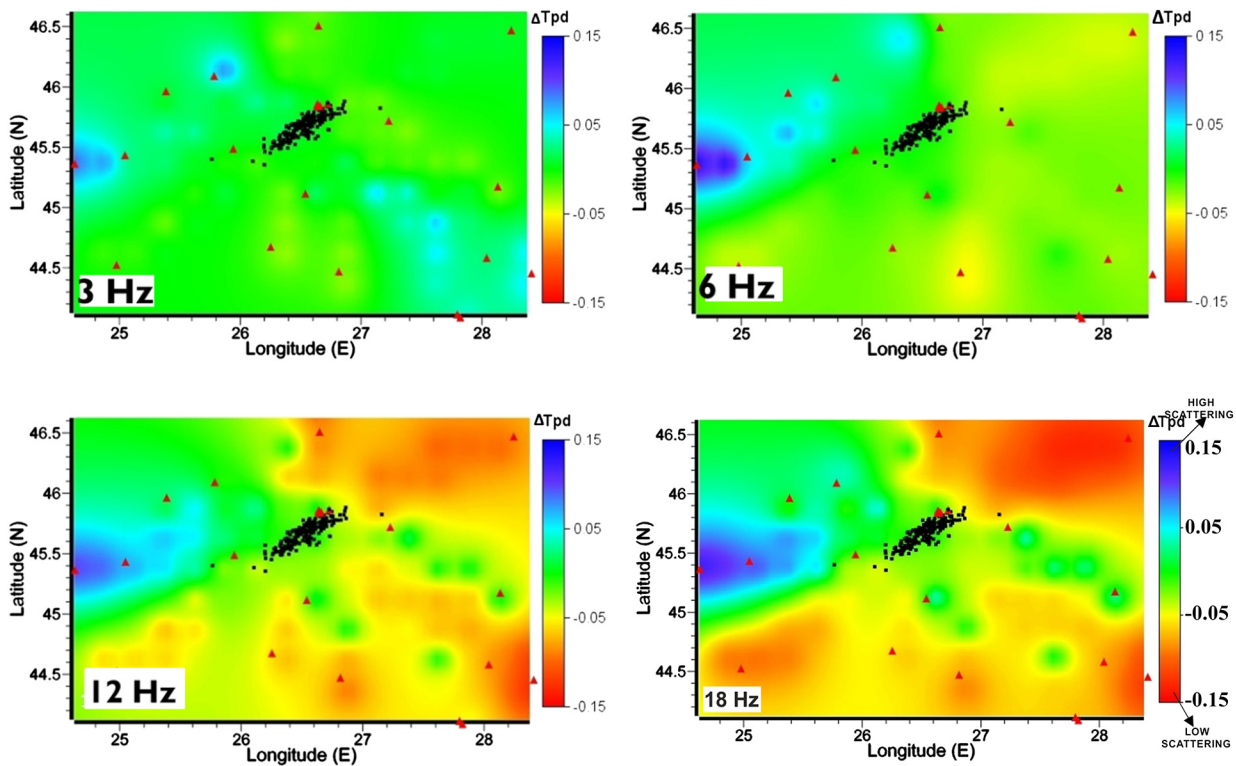 ΔTpd
46.5
46
45.5
45
44.5
0.15
0.05
-0.05
-0.15
Latitude (N)
3 Hz
25
26
27
28
Longitude (E)
ΔTpd
46.5
46
45.5
45
44.5
0.15
0.05
-0.05
-0.15
Latitude (N)
6 Hz
25
26
27
28
Longitude (E)
ΔTpd
46.5
46
45.5
45
44.5
0.15
0.05
-0.05
-0.15
Latitude (N)
12 Hz
25
26
27
28
Longitude (E)
HIGH
SCATTERING
ΔTpd
46.5
46
45.5
45
44.5
0.15
0.05
-0.05
-0.15
Latitude (N)
18 Hz
25
26
27
28
Longitude (E)
LOW
SCATTERING